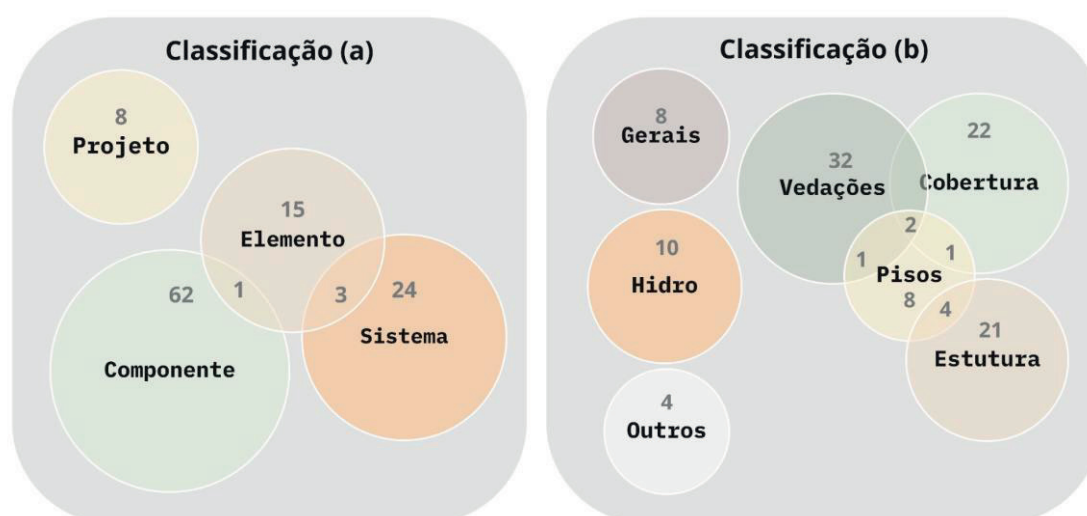 Classificação (a)
8
Projeto
15
Elemento
62
1
3
24
Sistema
Componente
Classificação (b)
8
Gerais
32
Vedações
22
Cobertura
2
1
1
Pisos
8
4
10
Hidro
21
Estutura
4
Outros